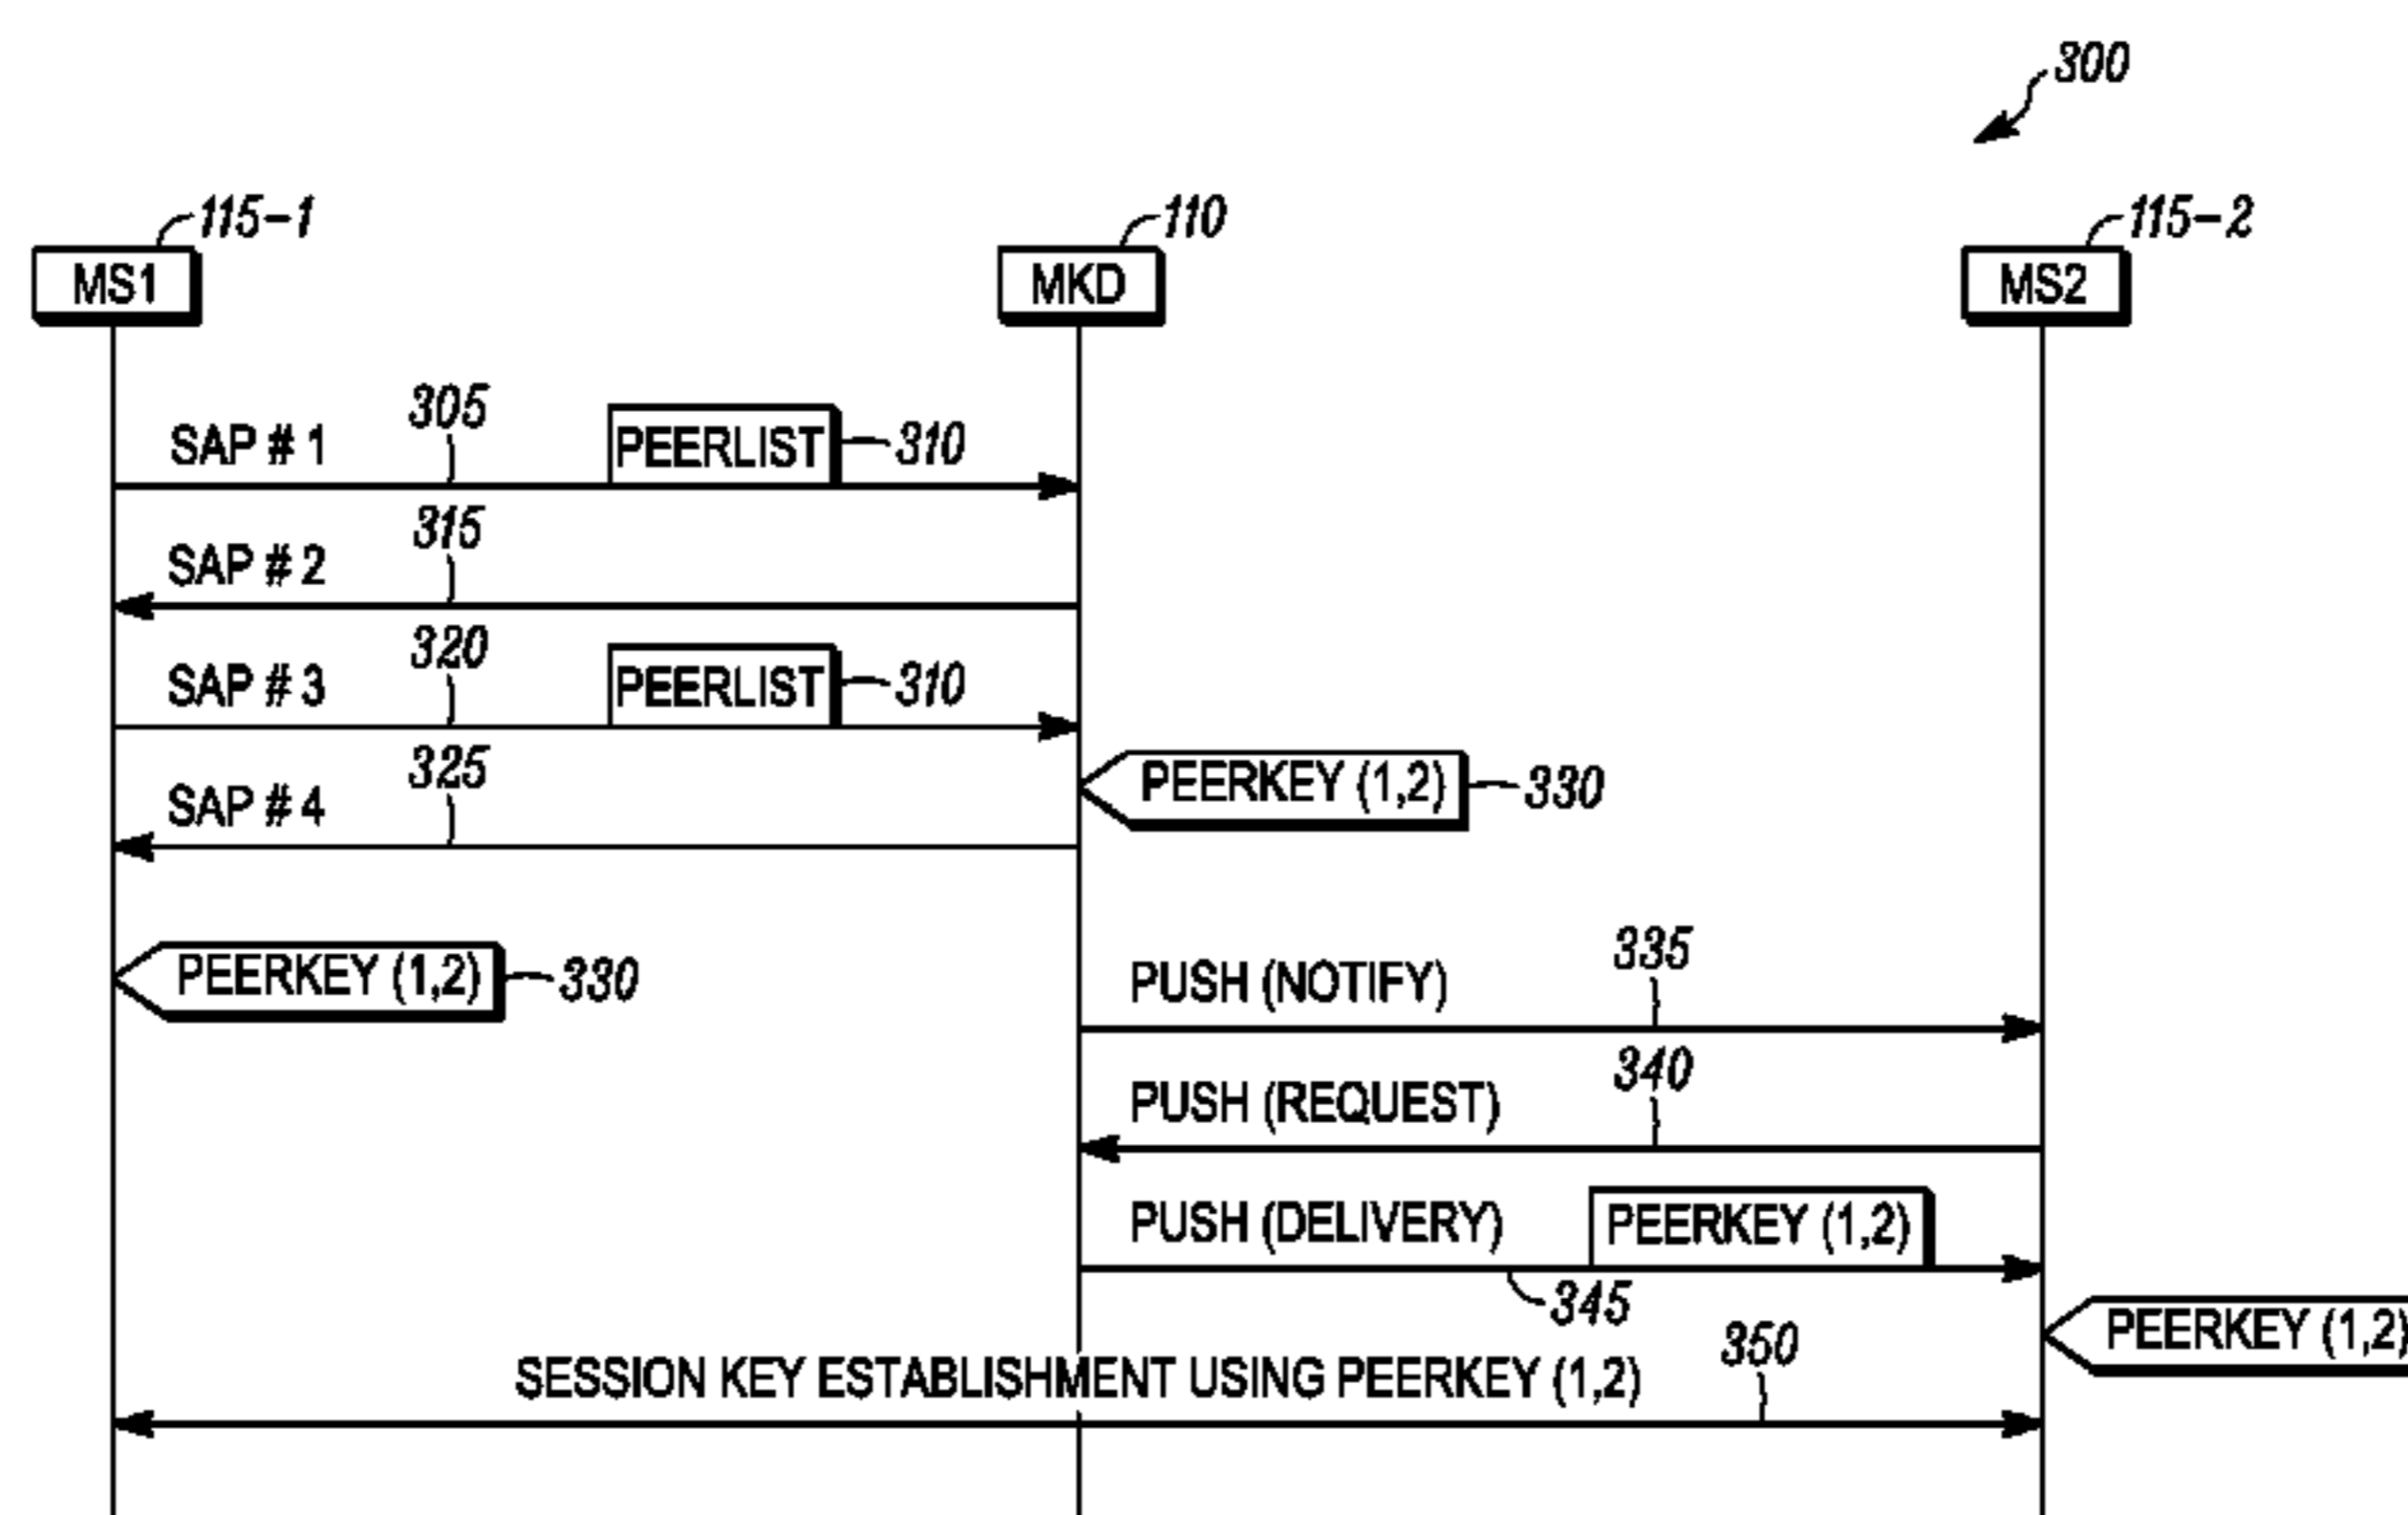 300
115-1
110
115-2
MS1
MKD
MS2
305
SAP # 1
PEERLIST
310
315
SAP # 2
320
SAP # 3
PEERLIST
310
325
SAP # 4
PEERKEY (1,2)
330
PEERKEY (1,2)
330
335
PUSH (NOTIFY)
340
PUSH (REQUEST)
PUSH (DELIVERY)
PEERKEY (1,2)
345
PEERKEY (1,2)
350
SESSION KEY ESTABLISHMENT USING PEERKEY (1,2)